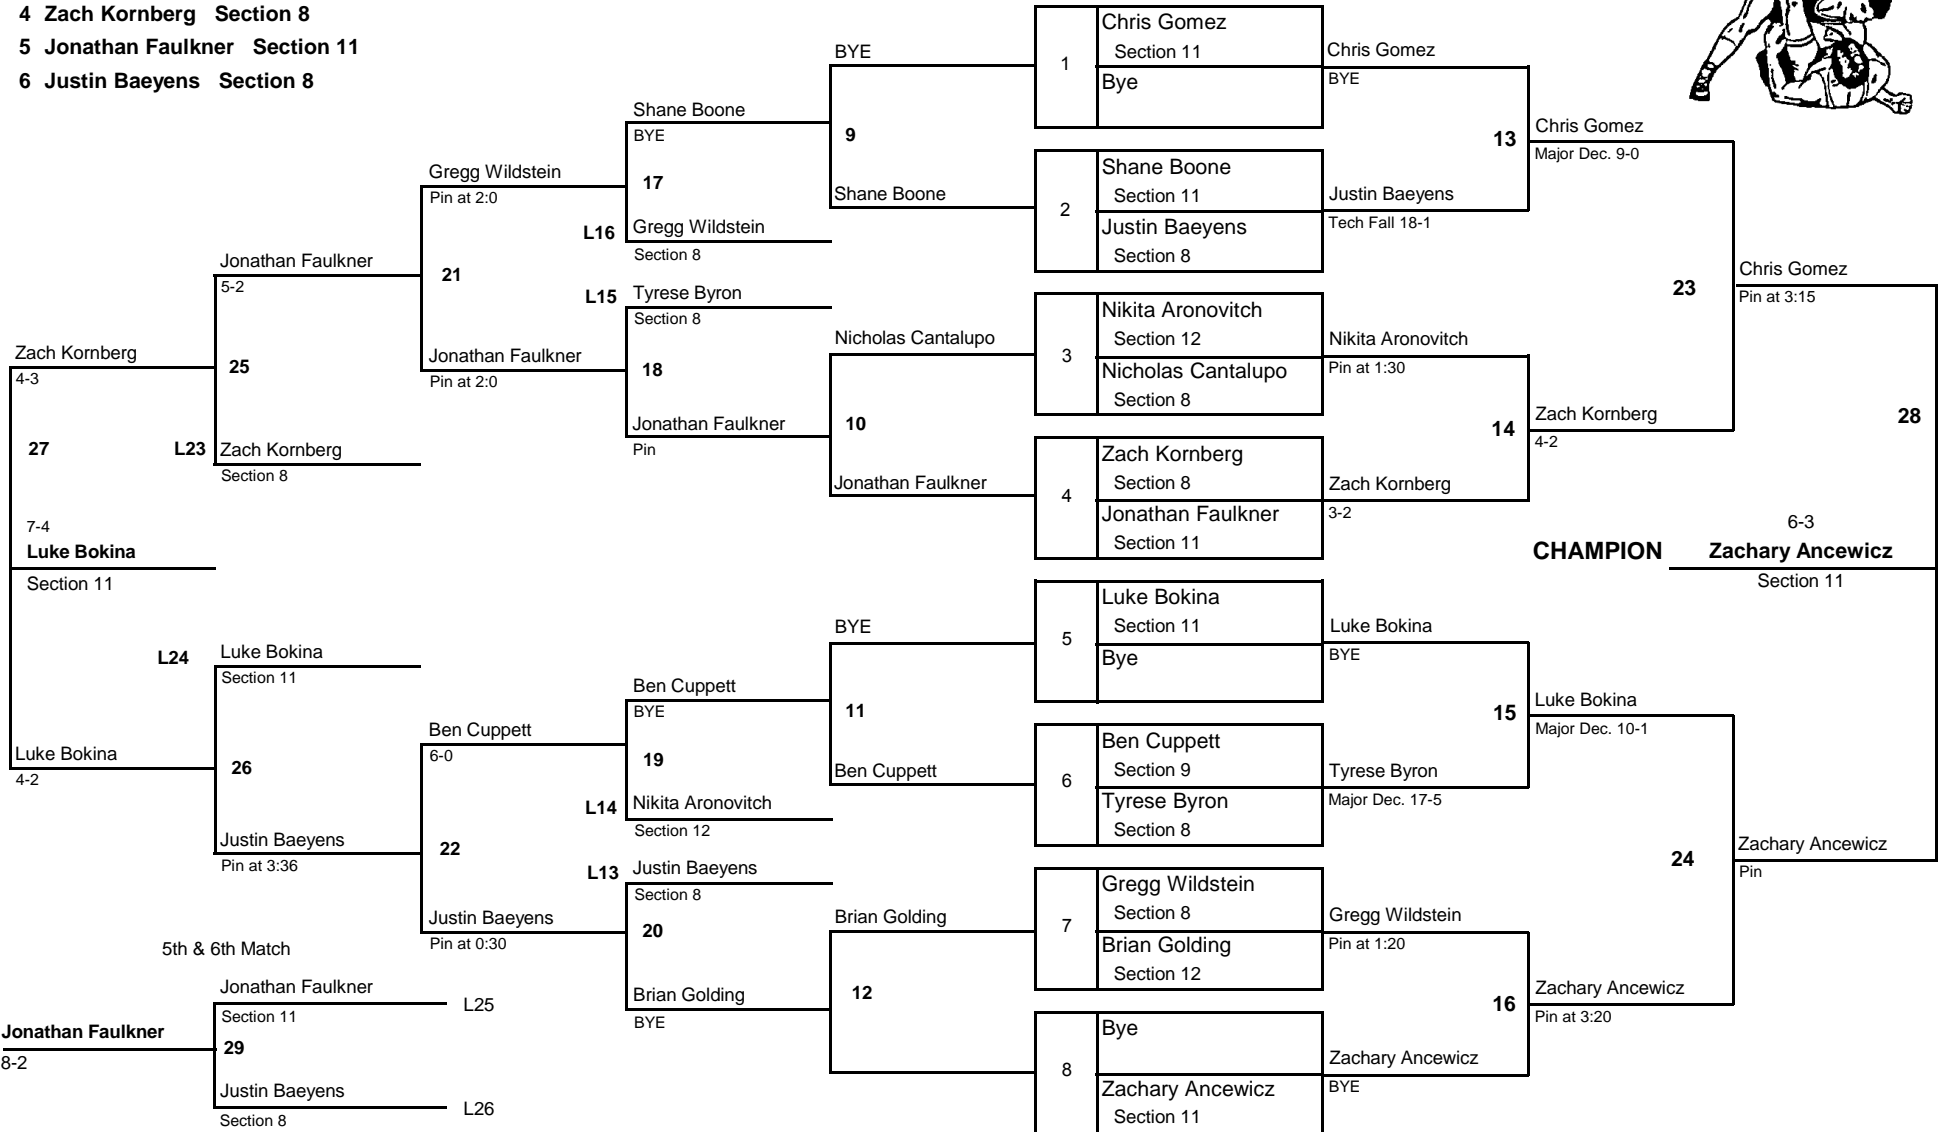 4 Zach Kornberg Section 8
5 Jonathan Faulkner Section 11
6 Justin Baeyens Section 8
Zach Kornberg
4-3
27
7-4
Luke Bokina
Section 11
Luke Bokina
4-2
Jonathan Faulkner
5-2
25
L23 Zach Kornberg
Section 8
L24 Luke Bokina
Section 11
26
Justin Baeyens
Pin at 3:36
5th & 6th Match
Jonathan Faulkner L25
Section 11
Jonathan Faulkner
8-2
29
Justin Baeyens L26
Section 8
Gregg Wildstein
Pin at 2:0
21
Jonathan Faulkner
Pin at 2:0
Ben Cuppett
6-0
22
Justin Baeyens
Pin at 0:30
Shane Boone
BYE
17
L16 Gregg Wildstein
Section 8
L15 Tyrese Byron
Section 8
18
Jonathan Faulkner
Pin
Ben Cuppett
BYE
19
L14 Nikita Aronovitch
Section 12
L13 Justin Baeyens
Section 8
20
Brian Golding
BYE
BYE
9
Shane Boone
Nicholas Cantalupo
10
Jonathan Faulkner
BYE
11
Ben Cuppett
Brian Golding
12
1
Chris Gomez
Section 11
Bye
2
Shane Boone
Section 11
Justin Baeyens
Section 8
3
Nikita Aronovitch
Section 12
Nicholas Cantalupo
Section 8
4
Zach Kornberg
Section 8
Jonathan Faulkner
Section 11
5
Luke Bokina
Section 11
Bye
6
Ben Cuppett
Section 9
Tyrese Byron
Section 8
7
Gregg Wildstein
Section 8
Brian Golding
Section 12
8
Bye
Zachary Ancewicz
Section 11
Chris Gomez
BYE
13
Justin Baeyens
Tech Fall 18-1
Nikita Aronovitch
Pin at 1:30
14
Zach Kornberg
3-2
Luke Bokina
BYE
15
Tyrese Byron
Major Dec. 17-5
Gregg Wildstein
Pin at 1:20
16
Zachary Ancewicz
BYE
Chris Gomez
Major Dec. 9-0
23
Zach Kornberg
4-2
Luke Bokina
Major Dec. 10-1
24
Zachary Ancewicz
Pin at 3:20
Chris Gomez
Pin at 3:15
28
6-3
CHAMPION Zachary Ancewicz
Section 11
Zachary Ancewicz
Pin